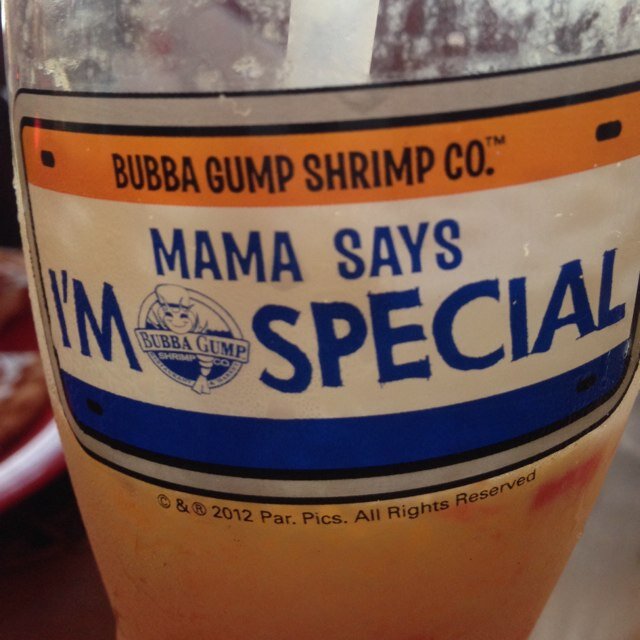 BUBBA GUMP SHRIMP CO.™
MAMA SAYS
I'M SPECIAL
BUBBA GUMP
SHRIMP CO
© & ® 2012 Par. Pics. All Rights Reserved